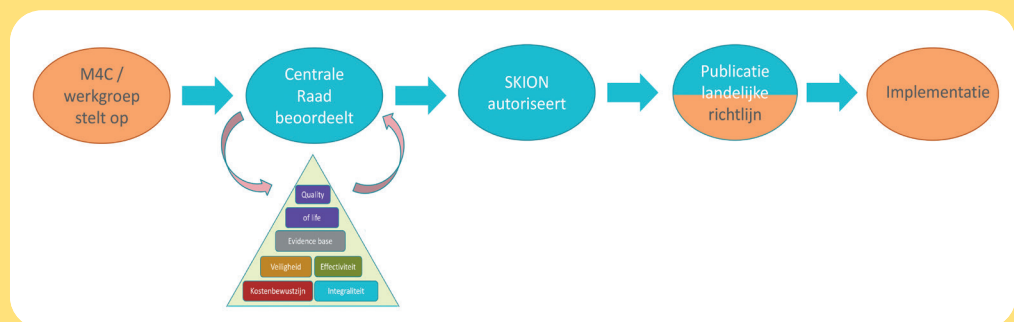 M4C /
werkgroep
stelt op
Centrale
Raad
beoordeelt
SKION
autoriseert
Publicatie
landelijke
richtlijn
Implementatie
Quality
of life
Evidence base
Veiligheid
Effectiviteit
Kostenbewustzijn
Integraliteit